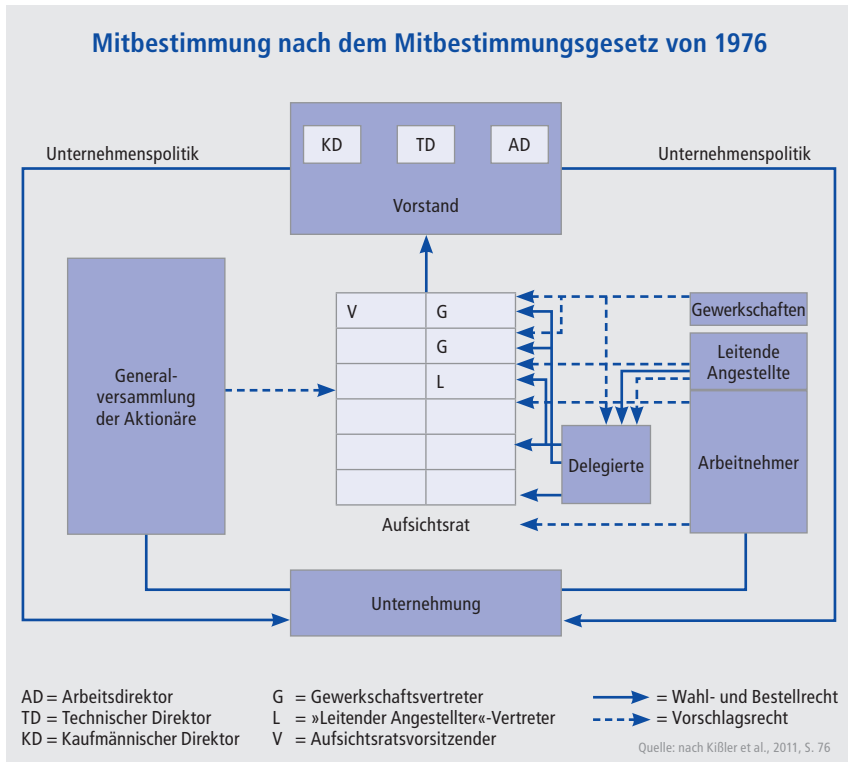 Mitbestimmung nach dem Mitbestimmungsgesetz von 1976
KD
TD
AD
Unternehmenspolitik
Unternehmenspolitik
Vorstand
V
G
Gewerkschaften
G
Leitende
Angestellte
General-
versammlung
der Aktionäre
L
Delegierte
Arbeitnehmer
Aufsichtsrat
Unternehmung
AD = Arbeitsdirektor
TD = Technischer Direktor
KD = Kaufmännischer Direktor
G = Gewerkschaftsvertreter
L = »Leitender Angestellter«-Vertreter
V = Aufsichtsratsvorsitzender
= Wahl- und Bestellrecht
= Vorschlagsrecht
Quelle: nach Kißler et al., 2011, S. 76